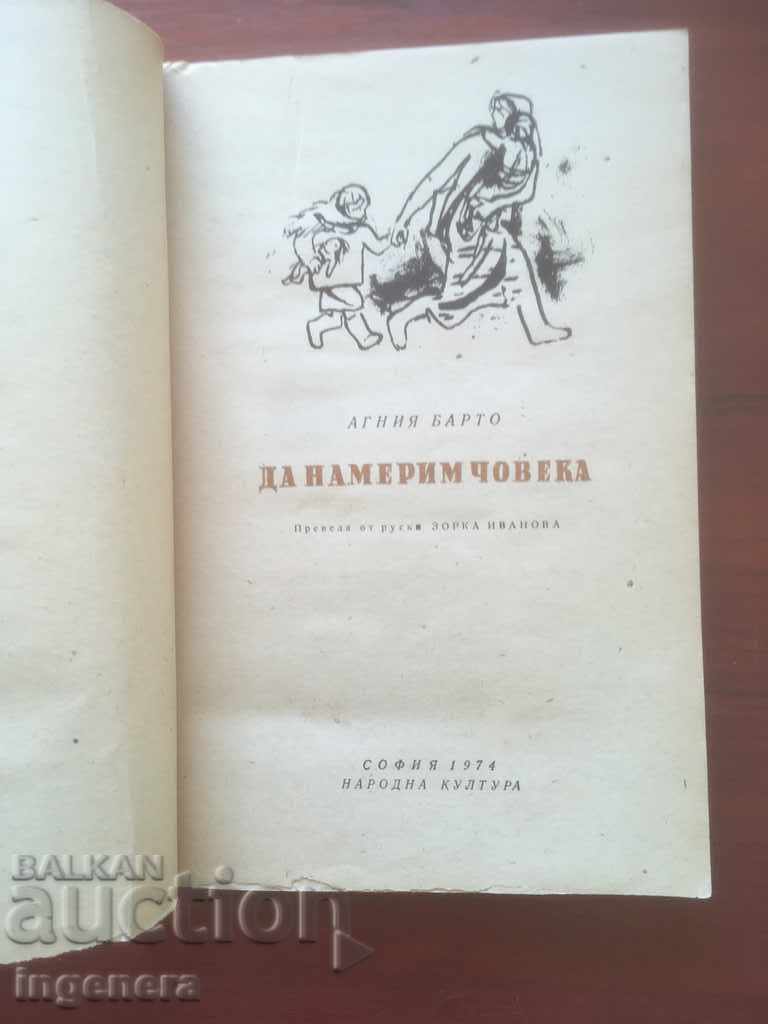 АГНИЯ БАРТО
ДА НАМЕРИМ ЧОВЕКА
Превела от руски ЗОРКА ИВАНОВА
СОФИЯ 1974
НАРОДНА КУЛТУРА
BALKAN
auction
ingenera